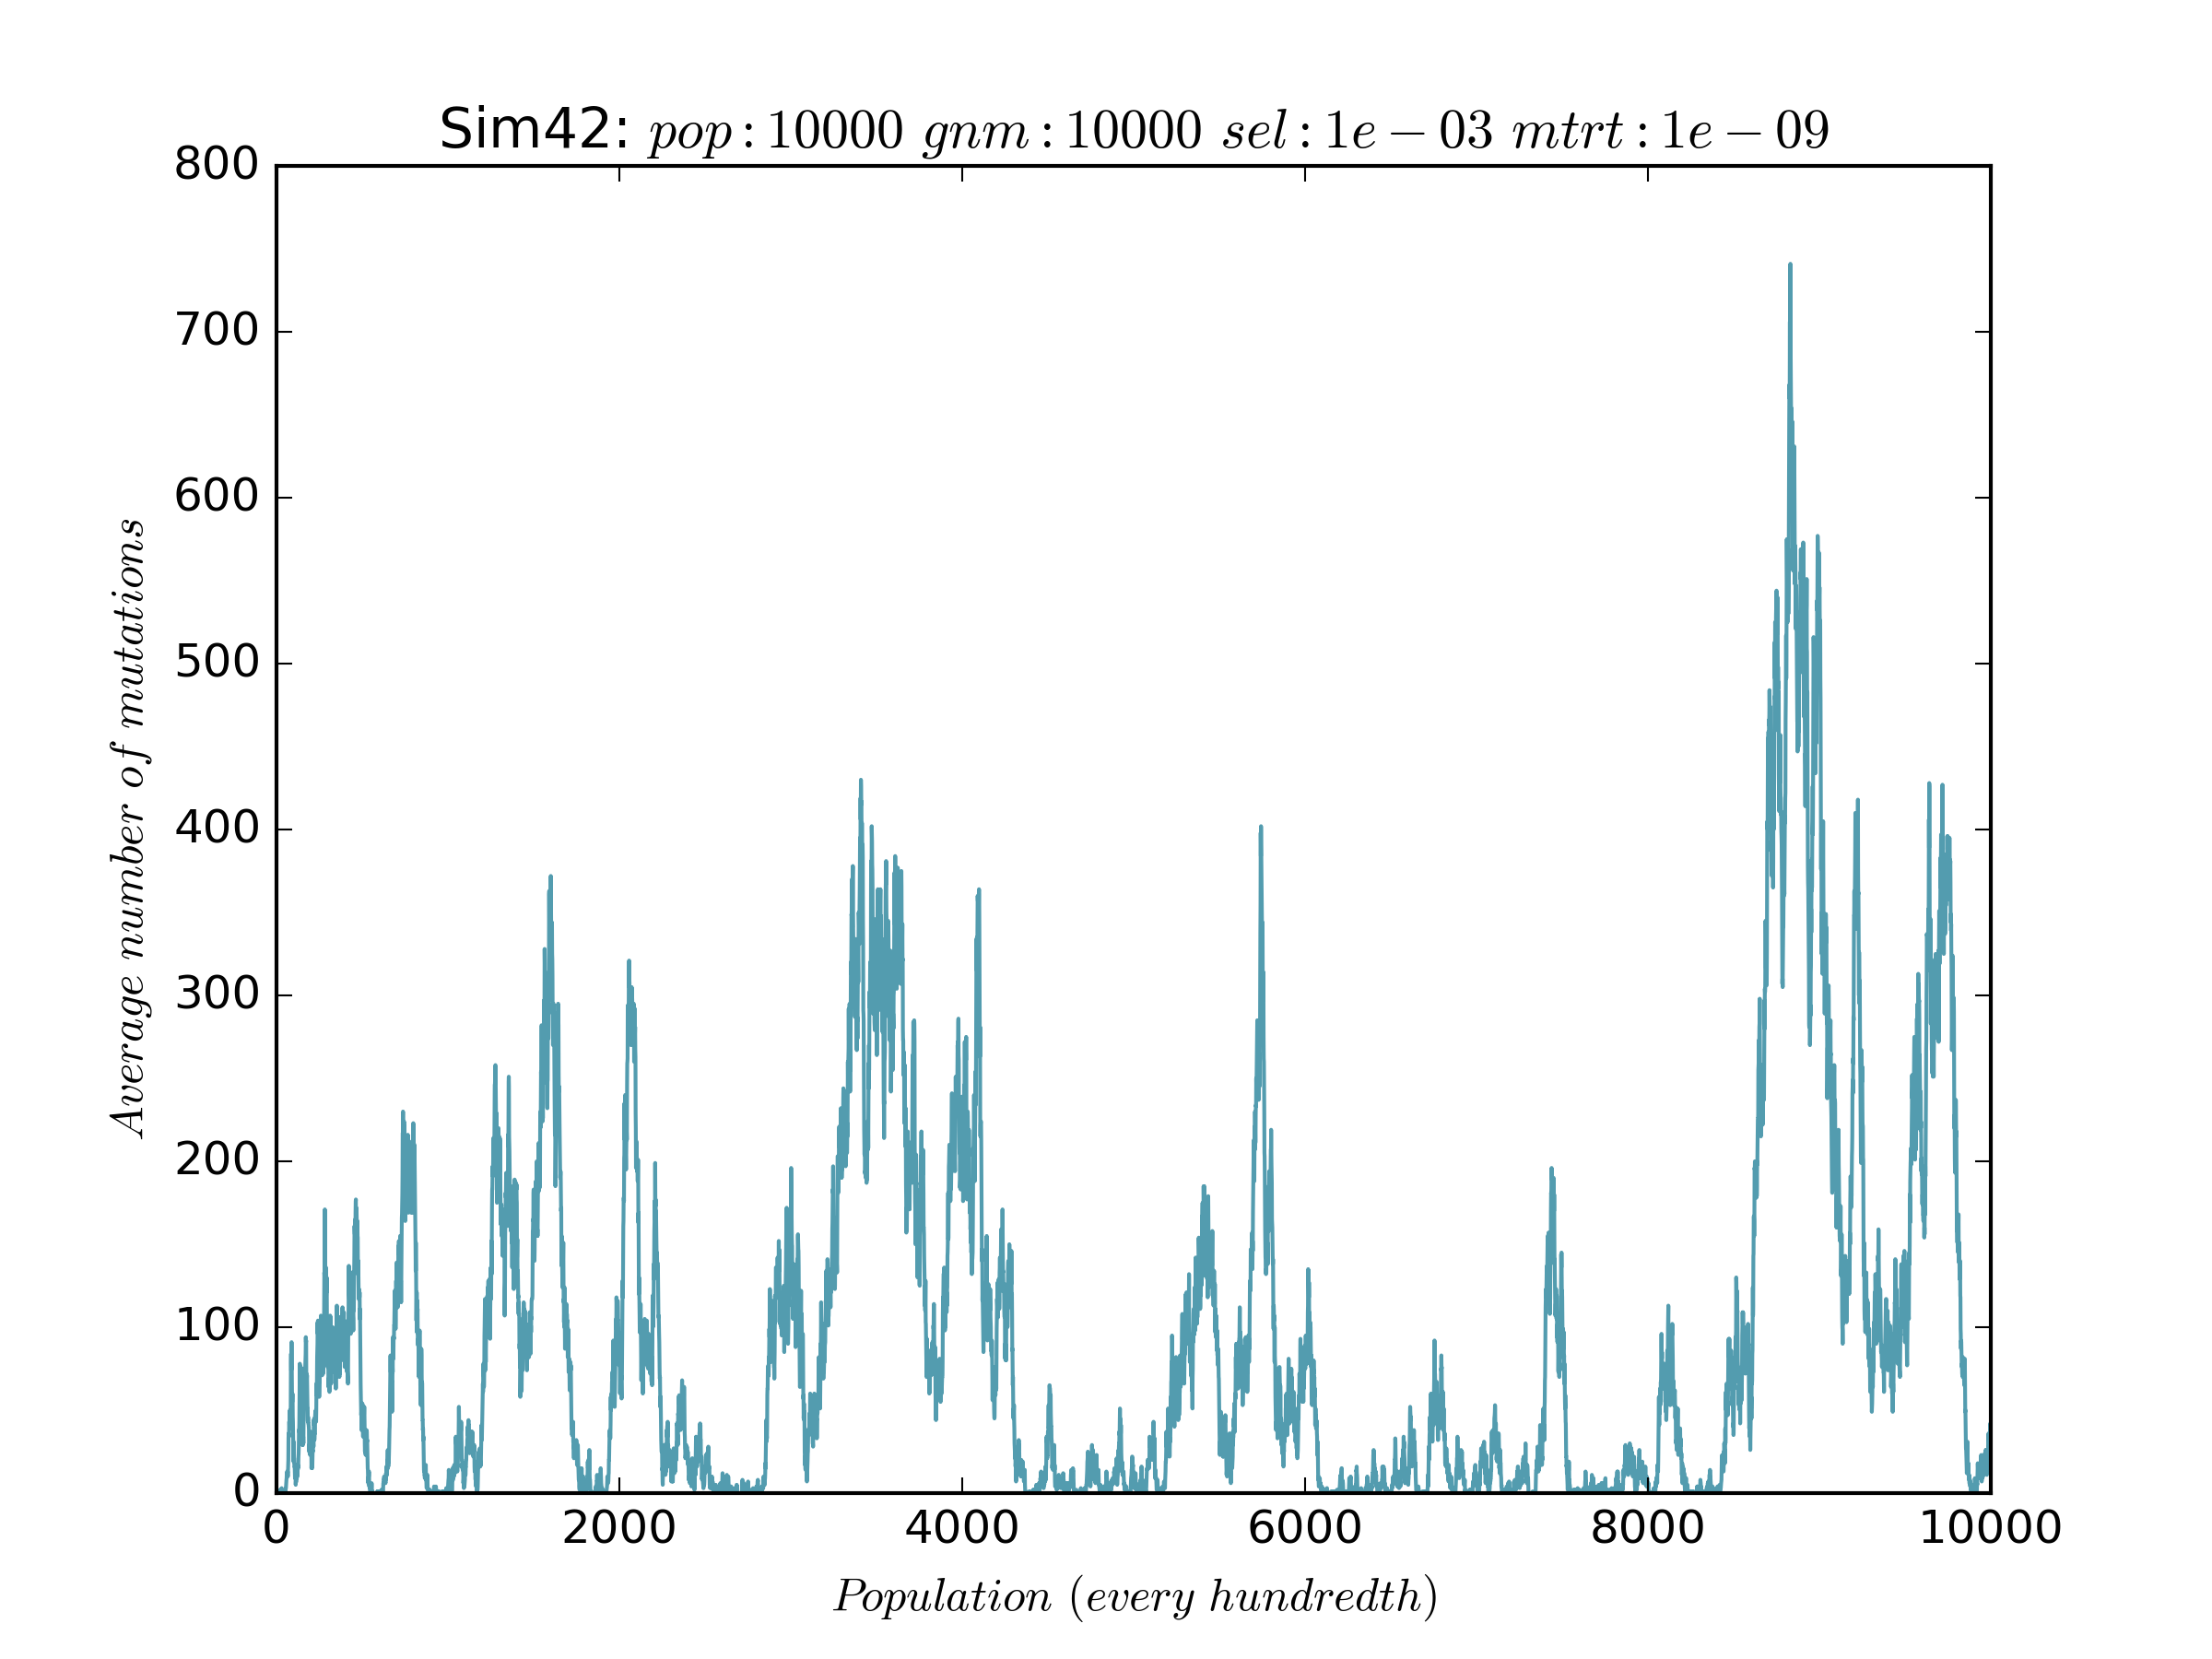 Sim42: pop : 10000 gnm : 10000 sel : 1e − 03 mtrt : 1e − 09
800
700
600
500
400
300
200
100
0
Average number of mutations
0 2000 4000 6000 8000 10000
Population (every hundredth)